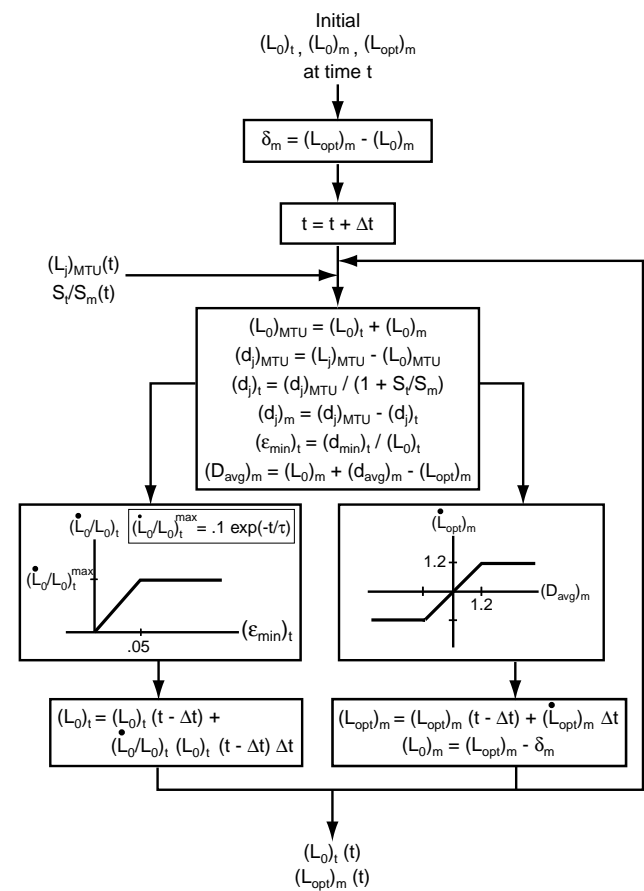 Initial
(L₀)ₜ , (L₀)ₘ , (Lₒₚₜ)ₘ
at time t
δₘ = (Lₒₚₜ)ₘ - (L₀)ₘ
t = t + Δt
(Lⱼ)MTU(t)
Sₜ/Sₘ(t)
(L₀)MTU = (L₀)ₜ + (L₀)ₘ
(dⱼ)MTU = (Lⱼ)MTU - (L₀)MTU
(dⱼ)ₜ = (dⱼ)MTU / (1 + Sₜ/Sₘ)
(dⱼ)ₘ = (dⱼ)MTU - (dⱼ)ₜ
(εmin)ₜ = (dmin)ₜ / (L₀)ₜ
(Davg)ₘ = (L₀)ₘ + (davg)ₘ - (Lₒₚₜ)ₘ
(L̇₀/L₀)ₜ
(L̇₀/L₀)ₜᵐᵃˣ = .1 exp(-t/τ)
(L̇₀/L₀)ₜᵐᵃˣ
.05
(εmin)ₜ
(L̇ₒₚₜ)ₘ
1.2
1.2
(Davg)ₘ
(L₀)ₜ = (L₀)ₜ (t - Δt) +
(L̇₀/L₀)ₜ (L₀)ₜ (t - Δt) Δt
(Lₒₚₜ)ₘ = (Lₒₚₜ)ₘ (t - Δt) + (L̇ₒₚₜ)ₘ Δt
(L₀)ₘ = (Lₒₚₜ)ₘ - δₘ
(L₀)ₜ (t)
(Lₒₚₜ)ₘ (t)